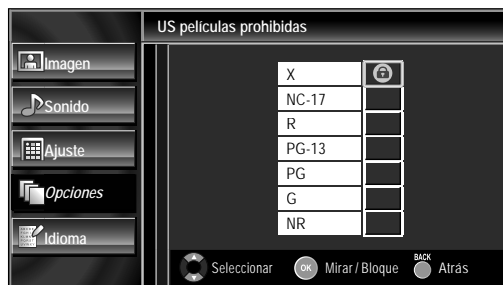 US películas prohibidas
Imagen
Sonido
Ajuste
Opciones
Idioma
X
NC-17
R
PG-13
PG
G
NR
Seleccionar OK Mirar / Bloque BACK Atrás